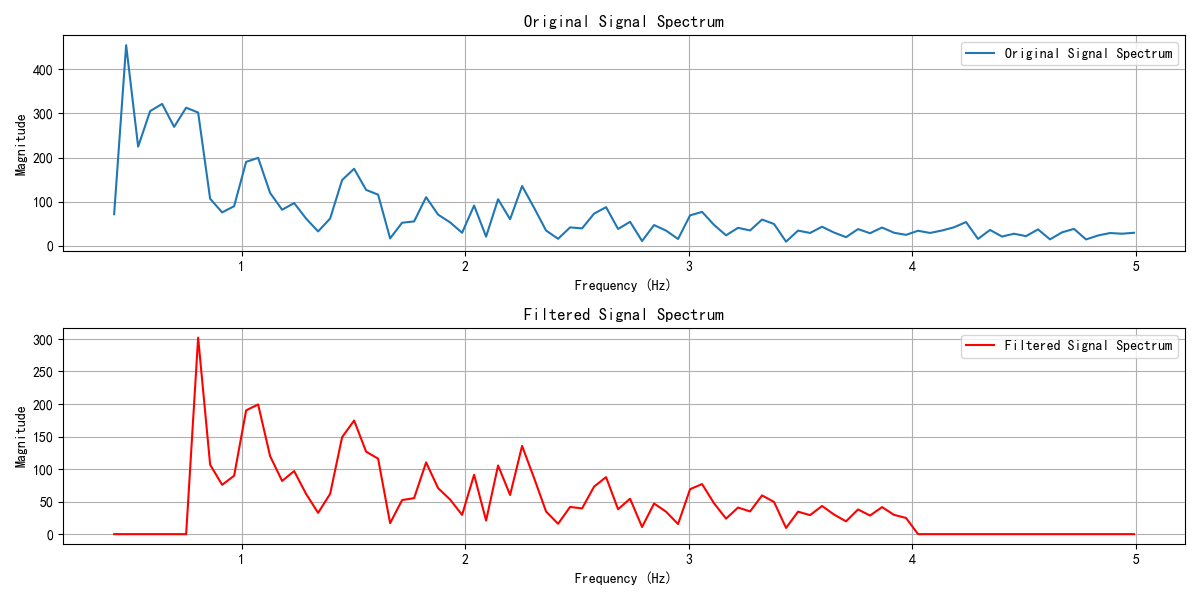 Original Signal Spectrum
Original Signal Spectrum
Magnitude
400
300
200
100
0
1
2
3
4
5
Frequency (Hz)
Filtered Signal Spectrum
Filtered Signal Spectrum
Magnitude
300
250
200
150
100
50
0
1
2
3
4
5
Frequency (Hz)